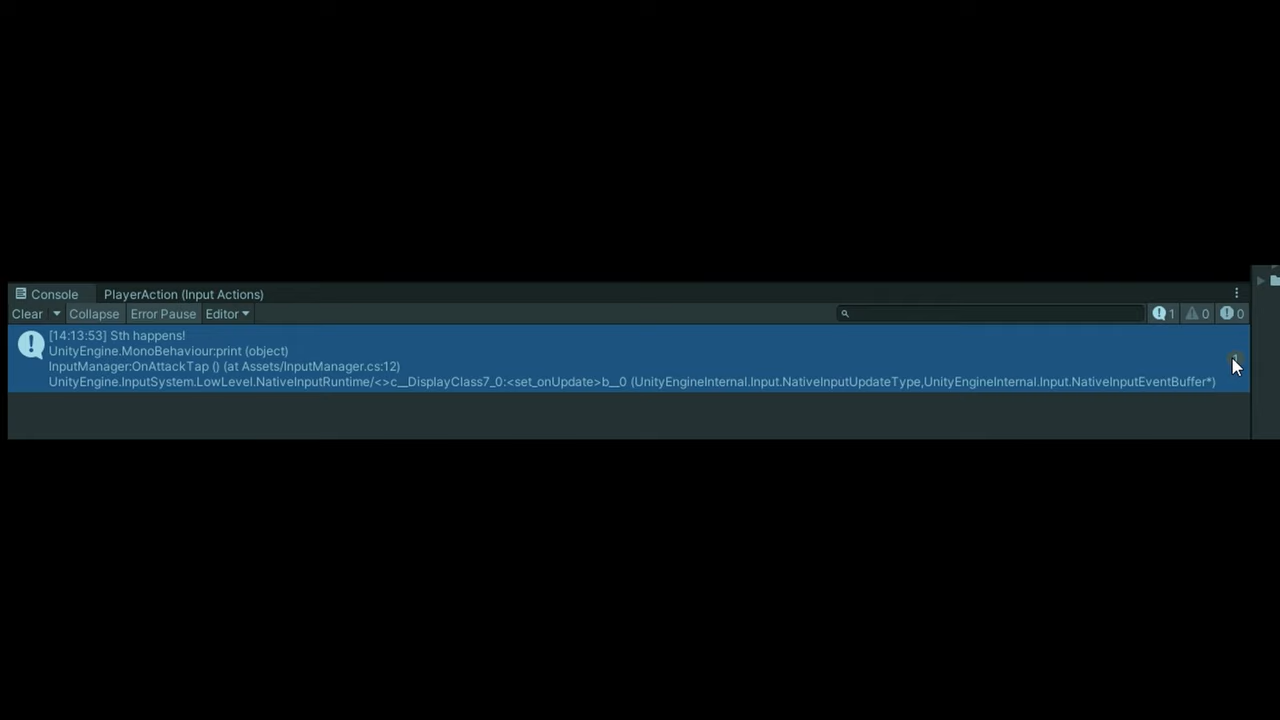 Console PlayerAction (Input Actions)
Clear Collapse Error Pause Editor 1 0 0
[14:13:53] Sth happens!
UnityEngine.MonoBehaviour:print (object)
InputManager:OnAttackTap () (at Assets/InputManager.cs:12)
UnityEngine.InputSystem.LowLevel.NativeInputRuntime/<>c__DisplayClass7_0:<set_onUpdate>b__0 (UnityEngineInternal.Input.NativeInputUpdateType,UnityEngineInternal.Input.NativeInputEventBuffer*)